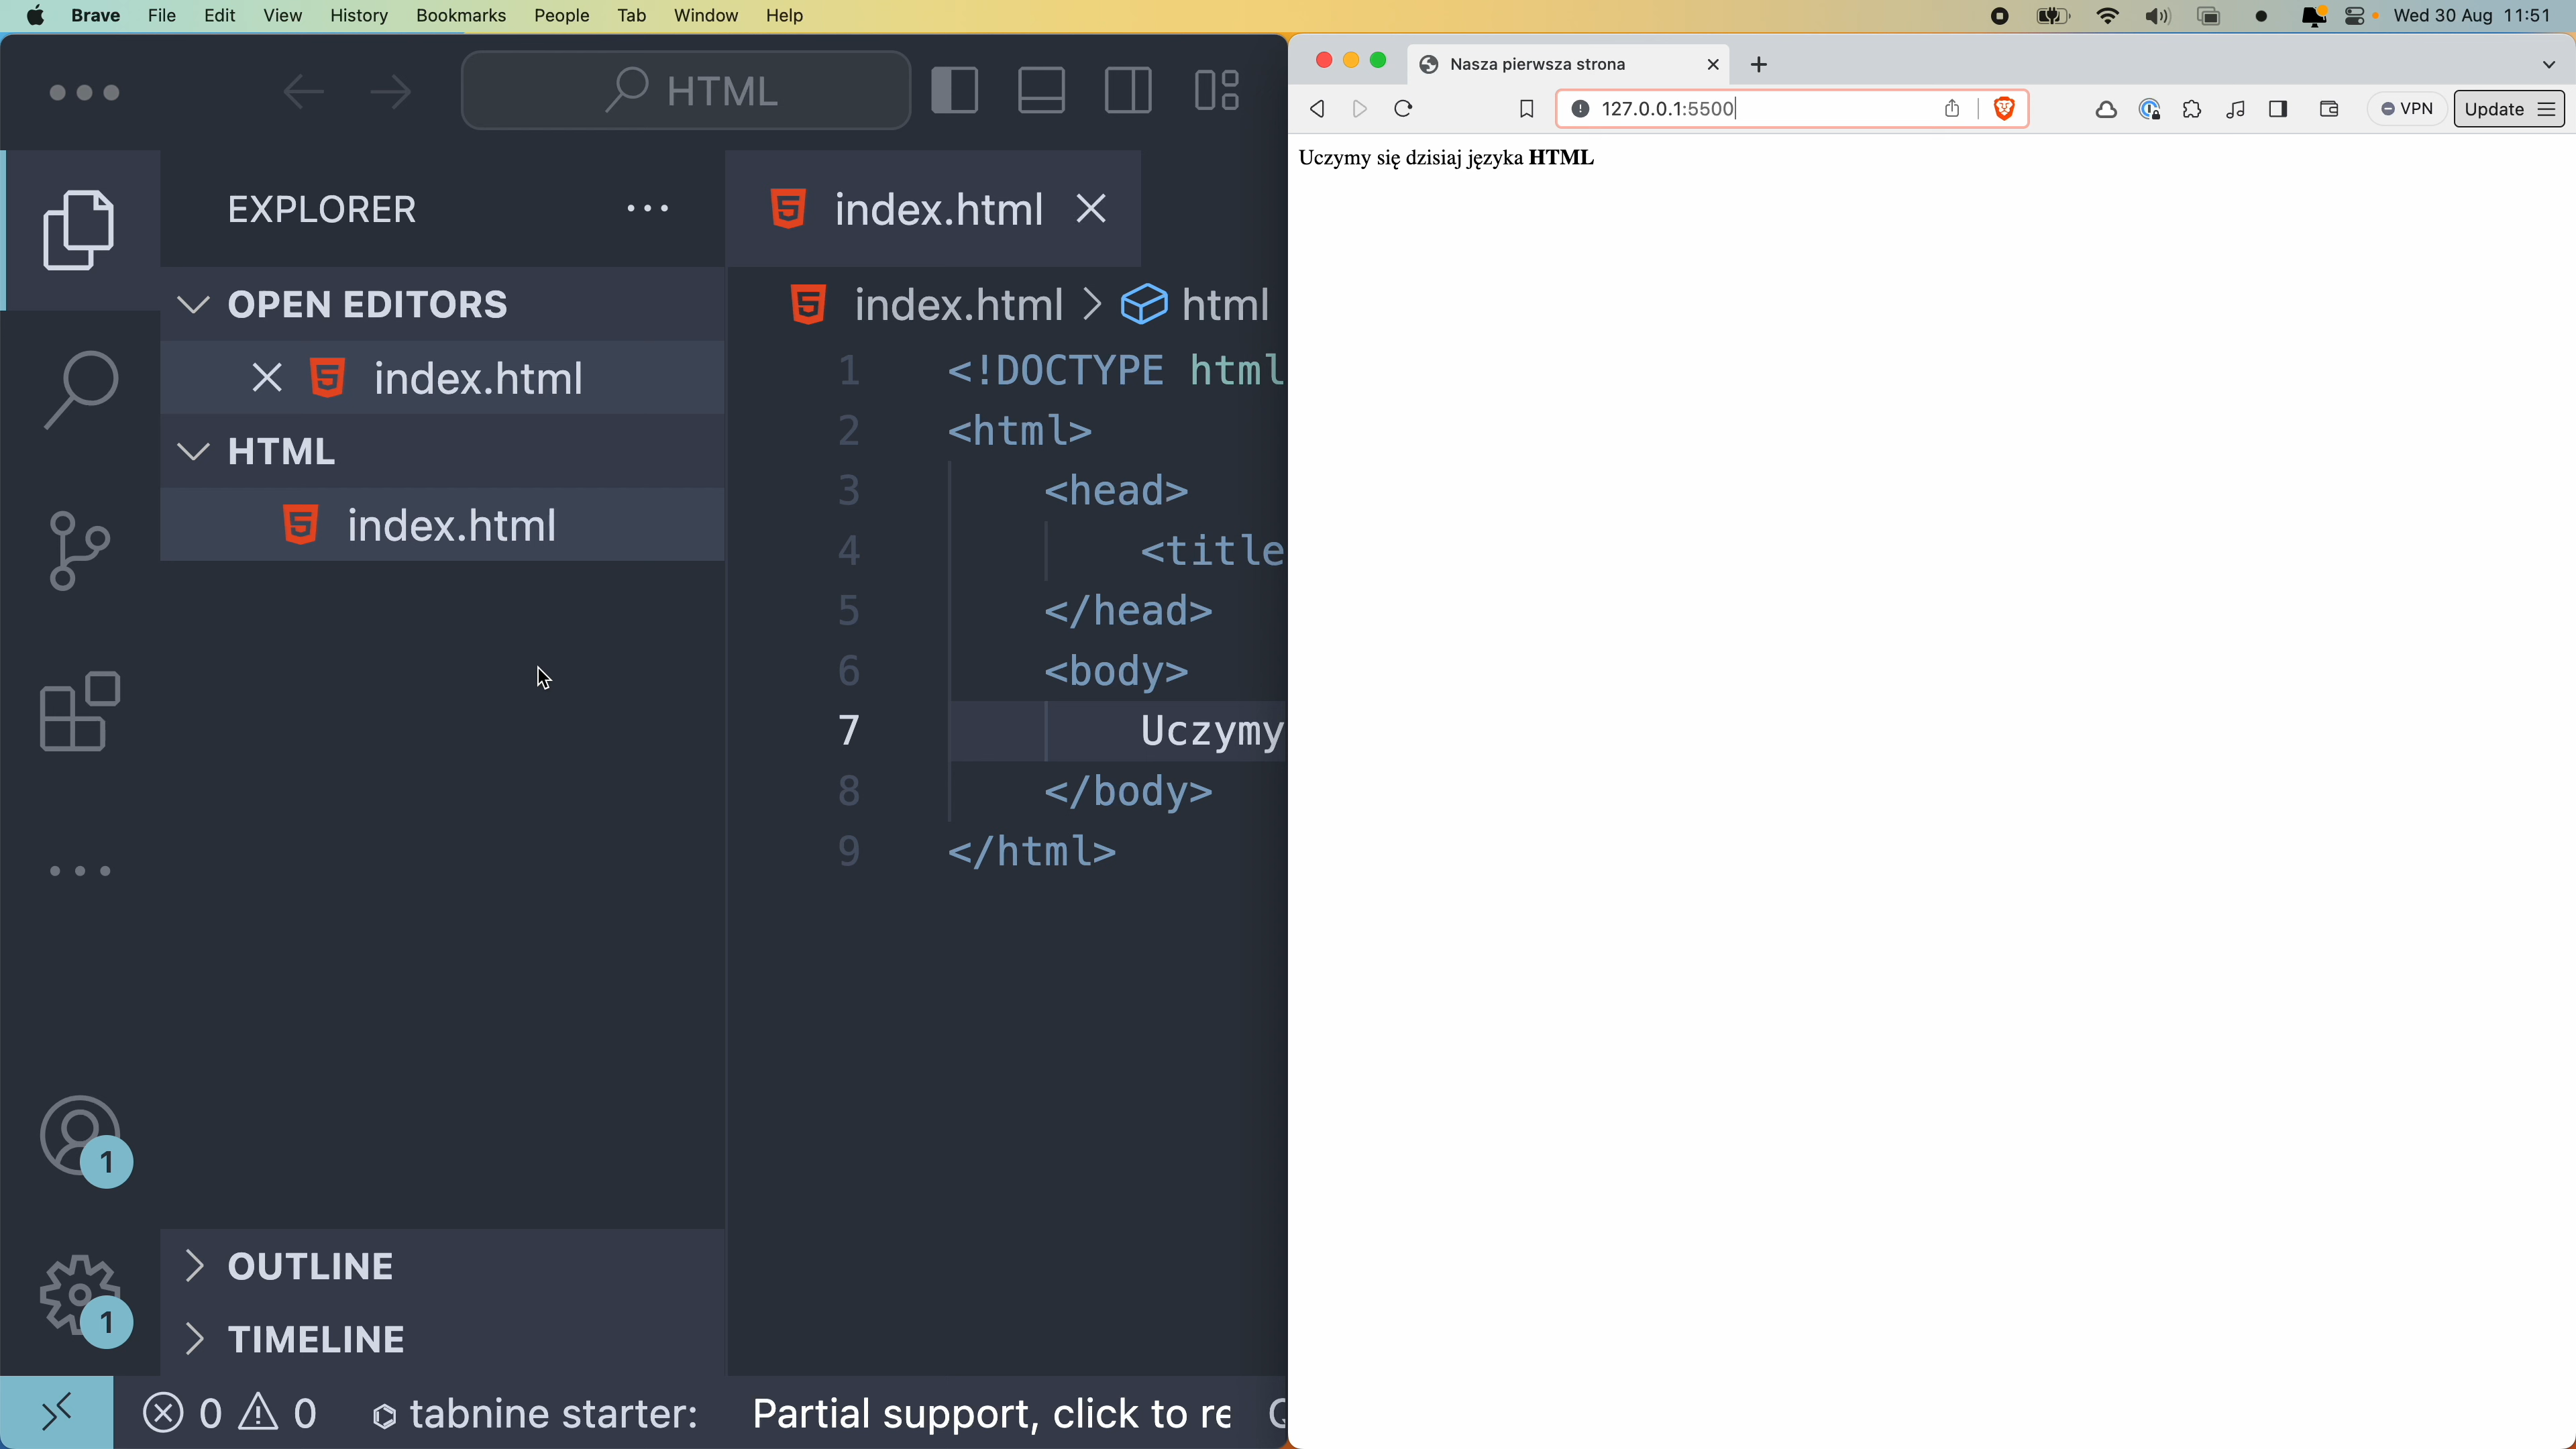 Brave File Edit View History Bookmarks People Tab Window Help Wed 30 Aug 11:51
HTML
EXPLORER
OPEN EDITORS
index.html
HTML
index.html
OUTLINE
TIMELINE
1
1
index.html
index.html > html
1 <!DOCTYPE html
2 <html>
3 <head>
4 <title
5 </head>
6 <body>
7 Uczymy
8 </body>
9 </html>
0 0 tabnine starter: Partial support, click to re
Nasza pierwsza strona
127.0.0.1:5500 VPN Update
Uczymy się dzisiaj języka HTML